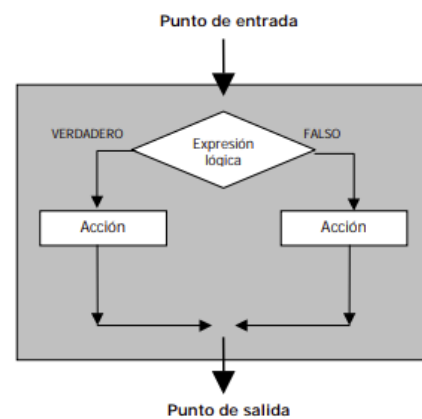 Punto de entrada
VERDADERO
FALSO
Expresión
lógica
Acción
Acción
Punto de salida